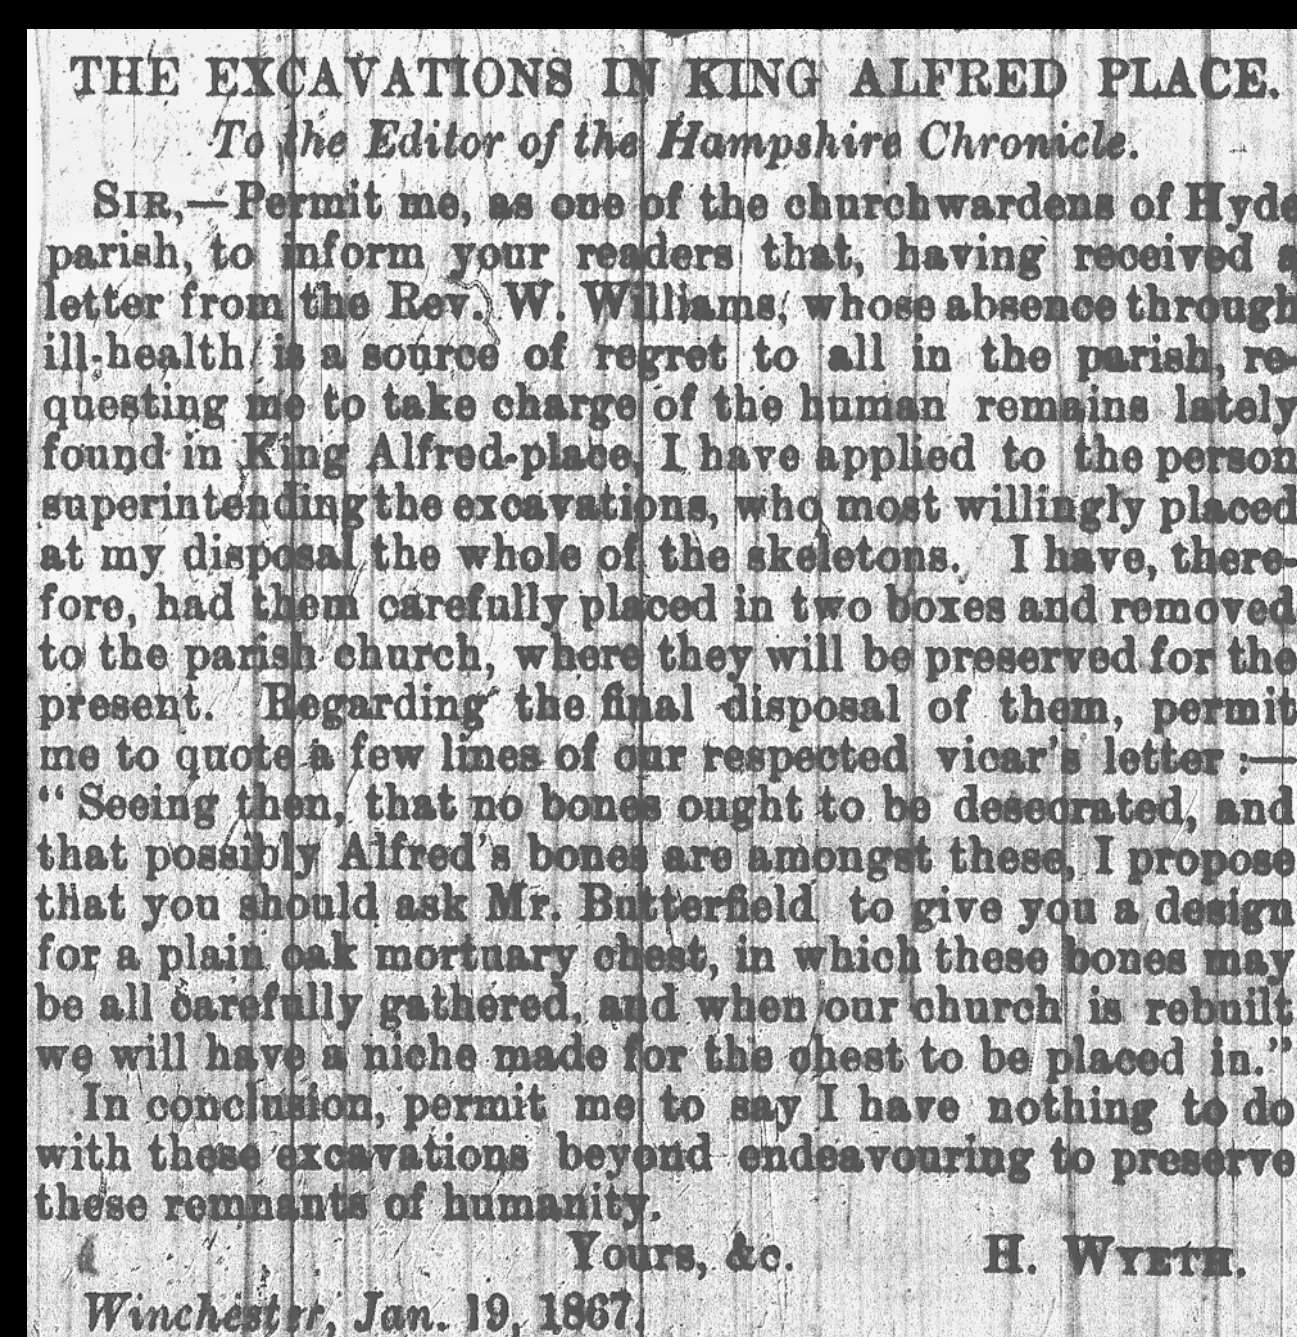 THE EXCAVATIONS IN KING ALFRED PLACE.
To the Editor of the Hampshire Chronicle.
SIR,—Permit me, as one of the churchwardens of Hyde
parish, to inform your readers that, having received a
letter from the Rev. W. Williams, whose absence through
ill-health is a source of regret to all in the parish, re-
questing me to take charge of the human remains lately
found in King Alfred-place, I have applied to the person
superintending the excavations, who most willingly placed
at my disposal the whole of the skeletons. I have, there-
fore, had them carefully placed in two boxes and removed
to the parish church, where they will be preserved for the
present. Regarding the final disposal of them, permit
me to quote a few lines of our respected vicar's letter :—
“ Seeing then, that no bones ought to be desecrated, and
that possibly Alfred's bones are amongst these, I propose
that you should ask Mr. Butterfield to give you a design
for a plain oak mortuary chest, in which these bones may
be all carefully gathered, and when our church is rebuilt
we will have a niche made for the chest to be placed in.”
In conclusion, permit me to say I have nothing to do
with these excavations beyond endeavouring to preserve
these remnants of humanity.
Yours, &c. H. WYETH.
Winchester, Jan. 19, 1867.